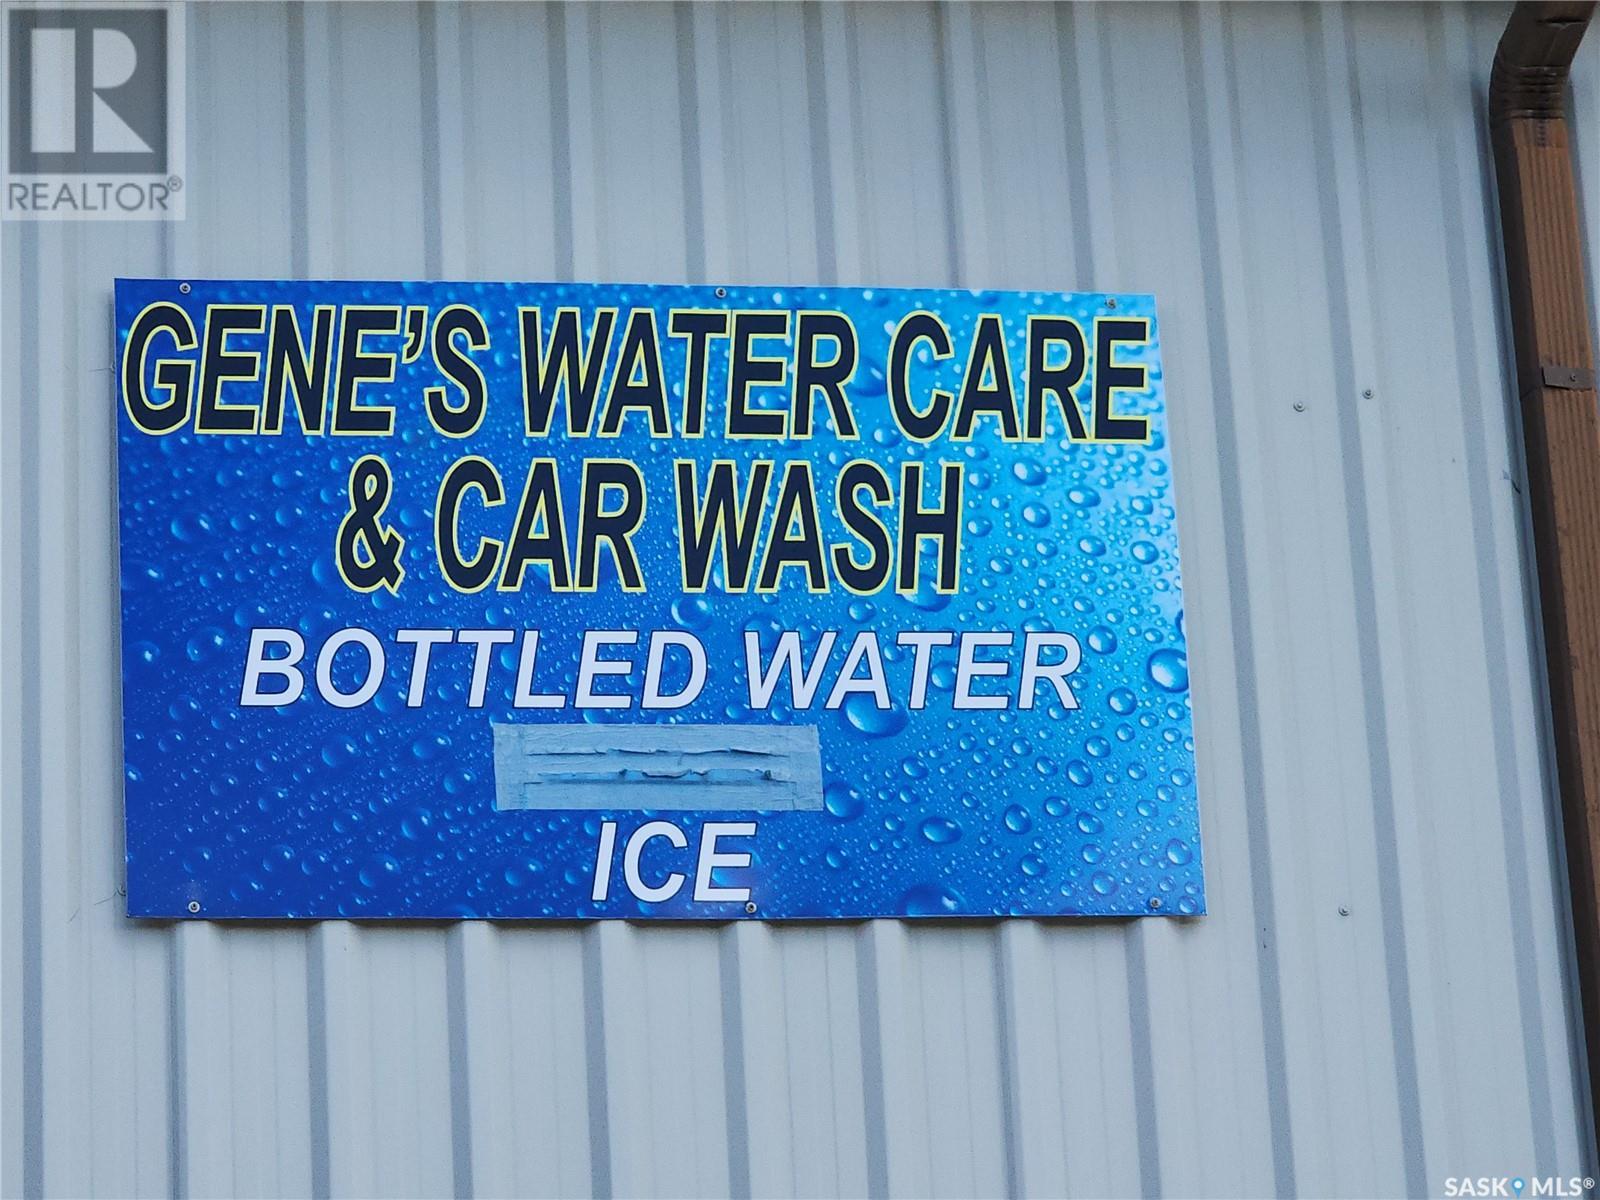 R
REALTOR®
GENE'S WATER CARE
& CAR WASH
BOTTLED WATER
ICE
SASK MLS®